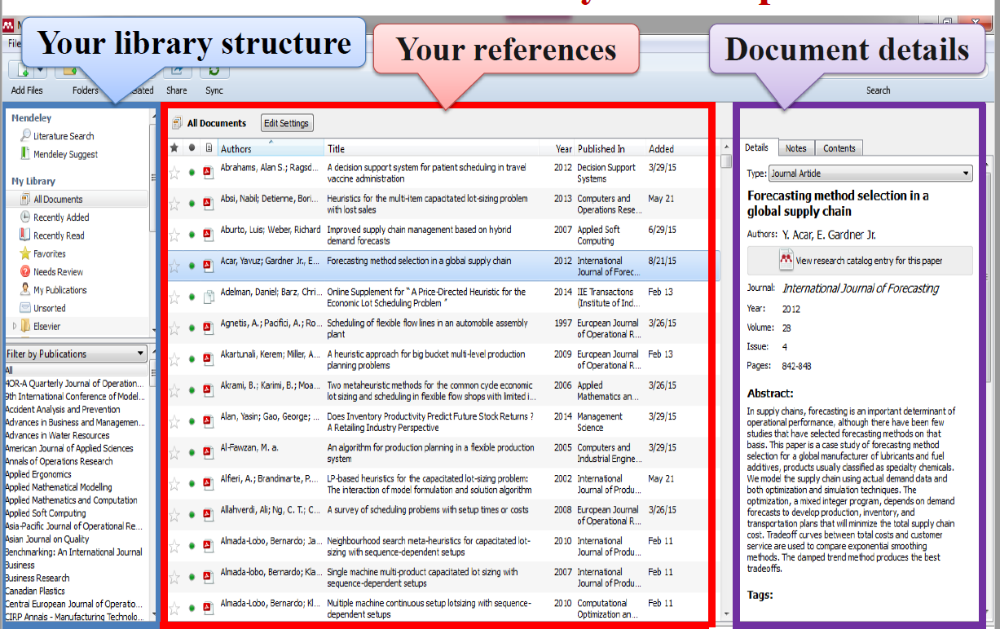 Your library structure
Your references
Document details
Add Files
Folders
Share
Sync
Search
Mendeley
Literature Search
Mendeley Suggest
My Library
All Documents
Recently Added
Recently Read
Favorites
Needs Review
My Publications
Unsorted
Elsevier
Filter by Publications
All
4OR-A Quarterly Journal of Operation...
9th International Conference of Model...
Accident Analysis and Prevention
Advances in Business and Managemen...
Advances in Water Resources
American Journal of Applied Sciences
Annals of Operations Research
Applied Ergonomics
Applied Mathematical Modelling
Applied Mathematics and Computation
Applied Soft Computing
Asia-Pacific Journal of Operational Re...
Asian Journal on Quality
Benchmarking: An International Journal
Business
Business Research
Canadian Plastics
Central European Journal of Operatio...
CIRP Annals - Manufacturing Technolo...
All Documents Edit Settings
Authors Title Year Published In Added
Abrahams, Alan S.; Ragsd... A decision support system for patient scheduling in travel 2012 Decision Support 3/29/15
vaccine administration Systems
Absi, Nabil; Detienne, Bori... Heuristics for the multi-item capacitated lot-sizing problem 2013 Computers and May 21
with lost sales Operations Rese...
Aburto, Luis; Weber, Richard Improved supply chain management based on hybrid 2007 Applied Soft 6/29/15
demand forecasts Computing
Acar, Yavuz; Gardner Jr., E... Forecasting method selection in a global supply chain 2012 International 8/21/15
Journal of Forec...
Adelman, Daniel; Barz, Chri... Online Supplement for " A Price-Directed Heuristic for the 2014 IIE Transactions Feb 13
Economic Lot Scheduling Problem " (Institute of Ind...
Agnetis, A.; Pacifici, A.; Ro... Scheduling of flexible flow lines in an automobile assembly 1997 European Journal 3/26/15
plant of Operational R...
Akartunali, Kerem; Miller, A... A heuristic approach for big bucket multi-level production 2009 European Journal Feb 13
planning problems of Operational R...
Akrami, B.; Karimi, B.; Moa... Two metaheuristic methods for the common cycle economic 2006 Applied 3/26/15
lot sizing and scheduling in flexible flow shops with limited i... Mathematics an...
Alan, Yasin; Gao, George; ... Does Inventory Productivity Predict Future Stock Returns ? 2014 Management 3/29/15
A Retailing Industry Perspective Science
Al-Fawzan, M. a. An algorithm for production planning in a flexible production 2005 Computers and 3/29/15
system Industrial Engine...
Alfieri, A.; Brandimarte, P.... LP-based heuristics for the capacitated lot-sizing problem: 2002 International May 21
The interaction of model formulation and solution algorithm Journal of Produ...
Allahverdi, Ali; Ng, C. T.; C... A survey of scheduling problems with setup times or costs 2008 European Journal 3/26/15
of Operational R...
Almada-Lobo, Bernardo; Ja... Neighbourhood search meta-heuristics for capacitated lot- 2010 International Feb 11
sizing with sequence-dependent setups Journal of Produ...
Almada-lobo, Bernardo; Kla... Single machine multi-product capacitated lot sizing with 2007 International Feb 11
sequence-dependent setups Journal of Produ...
Almada-Lobo, Bernardo; Kl... Multiple machine continuous setup lotsizing with sequence- 2010 Computational Feb 11
dependent setups Optimization an...
Details Notes Contents
Type: Journal Article
Forecasting method selection in a
global supply chain
Authors: Y. Acar, E. Gardner Jr.
View research catalog entry for this paper
Journal: International Journal of Forecasting
Year: 2012
Volume: 28
Issue: 4
Pages: 842-848
Abstract:
In supply chains, forecasting is an important determinant of
operational performance, although there have been few
studies that have selected forecasting methods on that
basis. This paper is a case study of forecasting method
selection for a global manufacturer of lubricants and fuel
additives, products usually classified as specialty chemicals.
We model the supply chain using actual demand data and
both optimization and simulation techniques. The
optimization, a mixed integer program, depends on demand
forecasts to develop production, inventory, and
transportation plans that will minimize the total supply chain
cost. Tradeoff curves between total costs and customer
service are used to compare exponential smoothing
methods. The damped trend method produces the best
tradeoffs.
Tags: